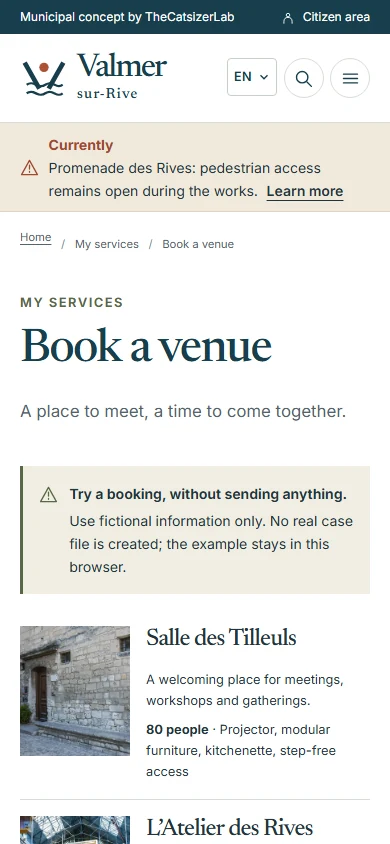 Municipal concept by TheCatsizerLab
Citizen area
Valmer
sur-Rive
EN
Currently
Promenade des Rives: pedestrian access
remains open during the works. Learn more
Home / My services / Book a venue
MY SERVICES
Book a venue
A place to meet, a time to come together.
Try a booking, without sending anything.
Use fictional information only. No real case
file is created; the example stays in this
browser.
Salle des Tilleuls
A welcoming place for meetings,
workshops and gatherings.
80 people · Projector, modular
furniture, kitchenette, step-free
access
L’Atelier des Rives